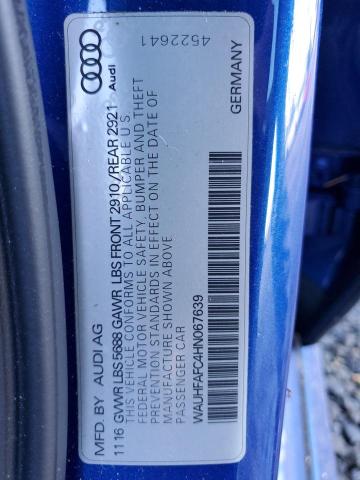 MFD. BY AUDI AG
1116 GVWR LBS 5688 GAWR LBS FRONT 2910 /REAR 2921
THIS VEHICLE CONFORMS TO ALL APPLICABLE U.S.
FEDERAL MOTOR VEHICLE SAFETY, BUMPER AND THEFT
PREVENTION STANDARDS IN EFFECT ON THE DATE OF
MANUFACTURE SHOWN ABOVE
PASSENGER CAR
WAUHFAFC4HN067639
GERMANY
Audi
4522641